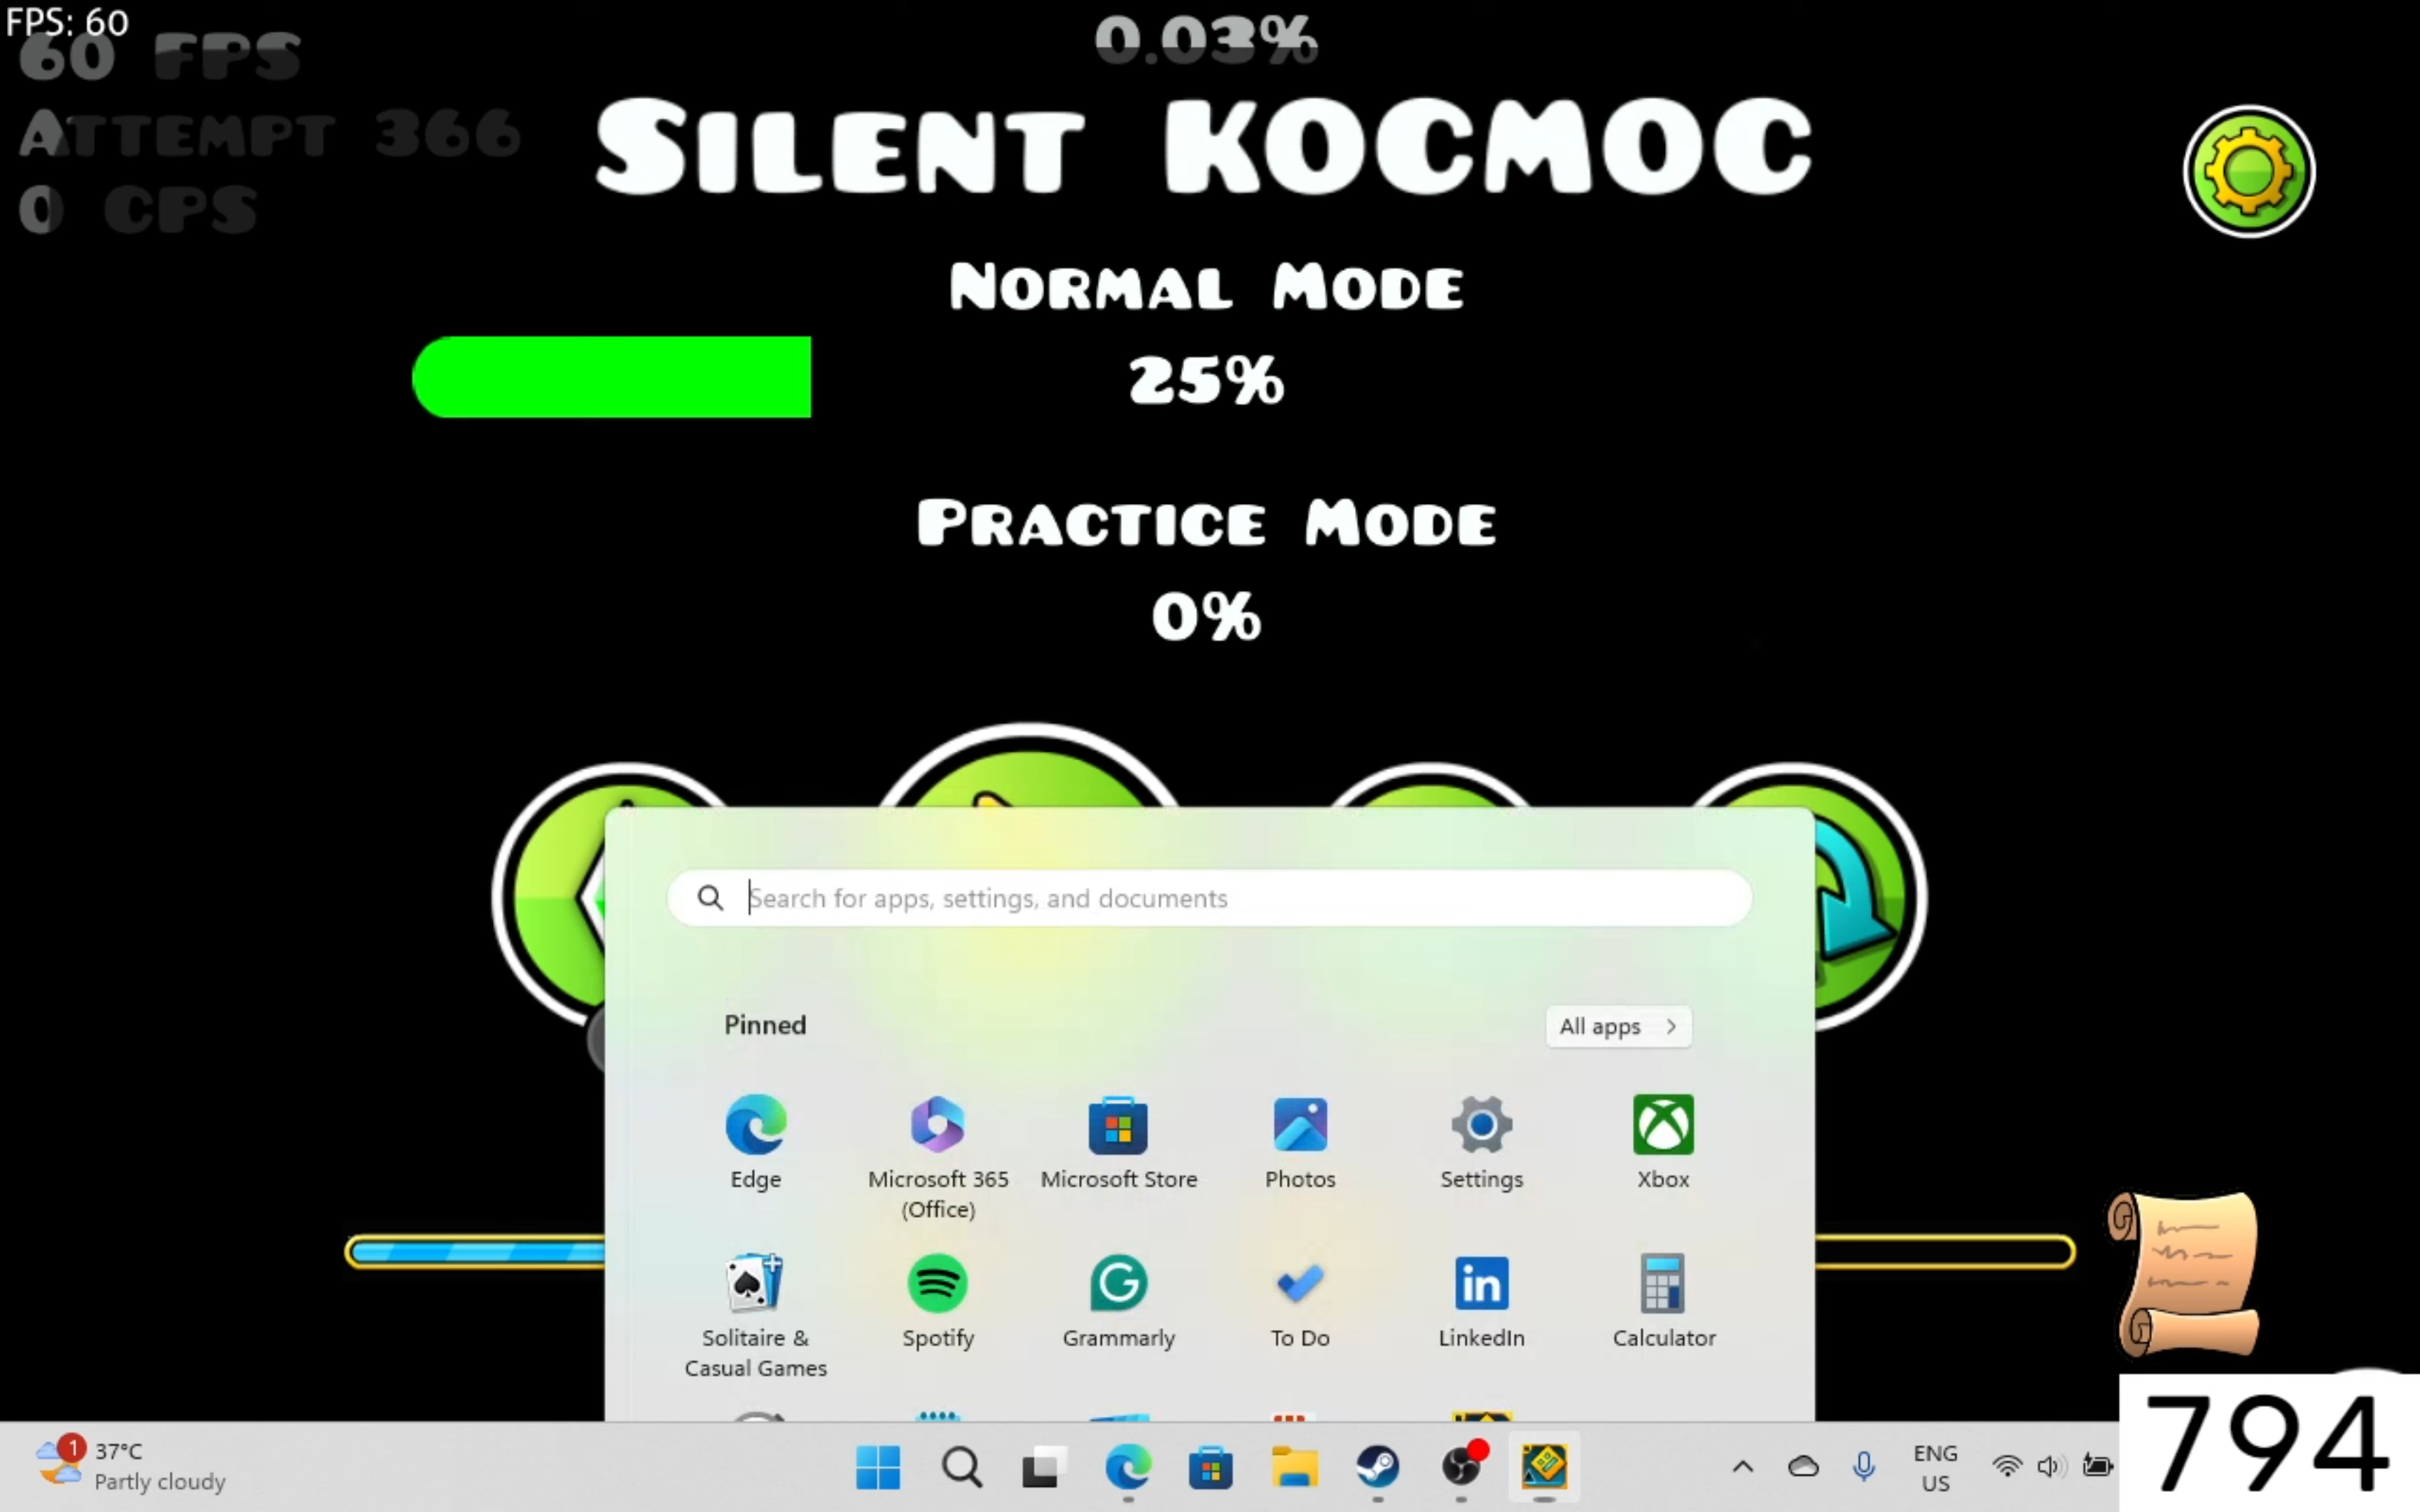 FPS: 60
60 FPS
0.03%
ATTEMPT 366
0 CPS
SILENT KOCMOC
NORMAL MODE
25%
PRACTICE MODE
0%
Search for apps, settings, and documents
Pinned
All apps
Edge
Microsoft 365
(Office)
Microsoft Store
Photos
Settings
Xbox
Solitaire &
Casual Games
Spotify
Grammarly
To Do
in
LinkedIn
Calculator
1
37°C
Partly cloudy
ENG
US
794